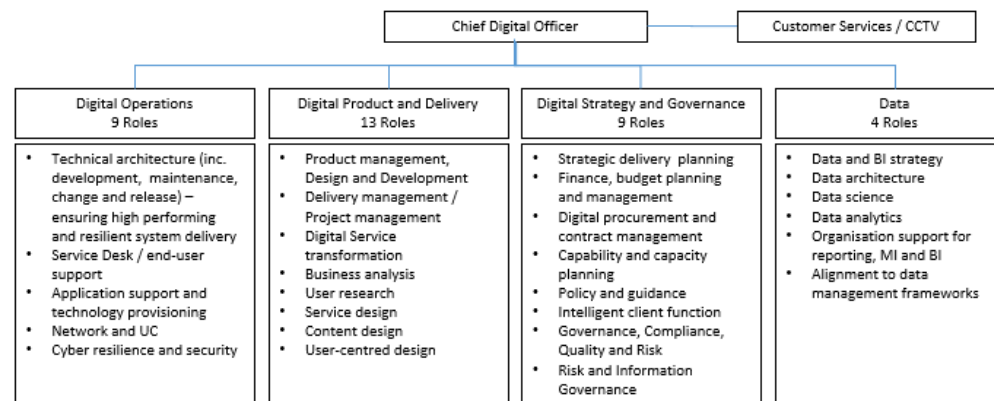 Chief Digital Officer
Customer Services / CCTV
Digital Operations
9 Roles
• Technical architecture (inc.
development, maintenance,
change and release) –
ensuring high performing
and resilient system delivery
• Service Desk / end-user
support
• Application support and
technology provisioning
• Network and UC
• Cyber resilience and security
Digital Product and Delivery
13 Roles
• Product management,
Design and Development
• Delivery management /
Project management
• Digital Service
transformation
• Business analysis
• User research
• Service design
• Content design
• User-centred design
Digital Strategy and Governance
9 Roles
• Strategic delivery planning
• Finance, budget planning
and management
• Digital procurement and
contract management
• Capability and capacity
planning
• Policy and guidance
• Intelligent client function
• Governance, Compliance,
Quality and Risk
• Risk and Information
Governance
Data
4 Roles
• Data and BI strategy
• Data architecture
• Data science
• Data analytics
• Organisation support for
reporting, MI and BI
• Alignment to data
management frameworks